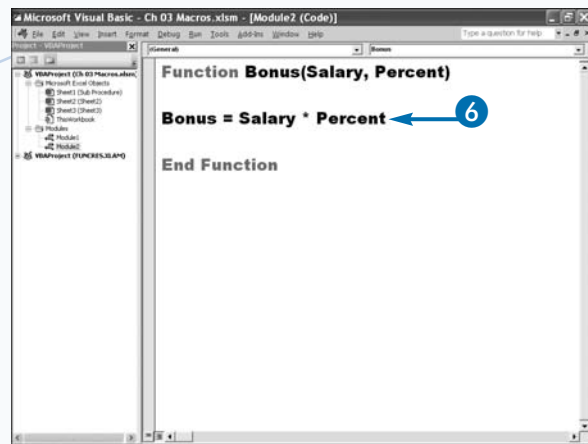 Microsoft Visual Basic - Ch 03 Macros.xlsm - [Module2 (Code)]
File Edit View Insert Format Debug Run Tools Add-Ins Window Help
Type a question for help
Project - VBAProject
(General)
Bonus
VBAProject (Ch 03 Macros.xlsm)
Microsoft Excel Objects
Sheet1 (Sub Procedure)
Sheet2 (Sheet2)
Sheet3 (Sheet3)
ThisWorkbook
Modules
Module1
Module2
VBAProject (FUNCRES.XLAM)
Function Bonus(Salary, Percent)
Bonus = Salary * Percent
6
End Function